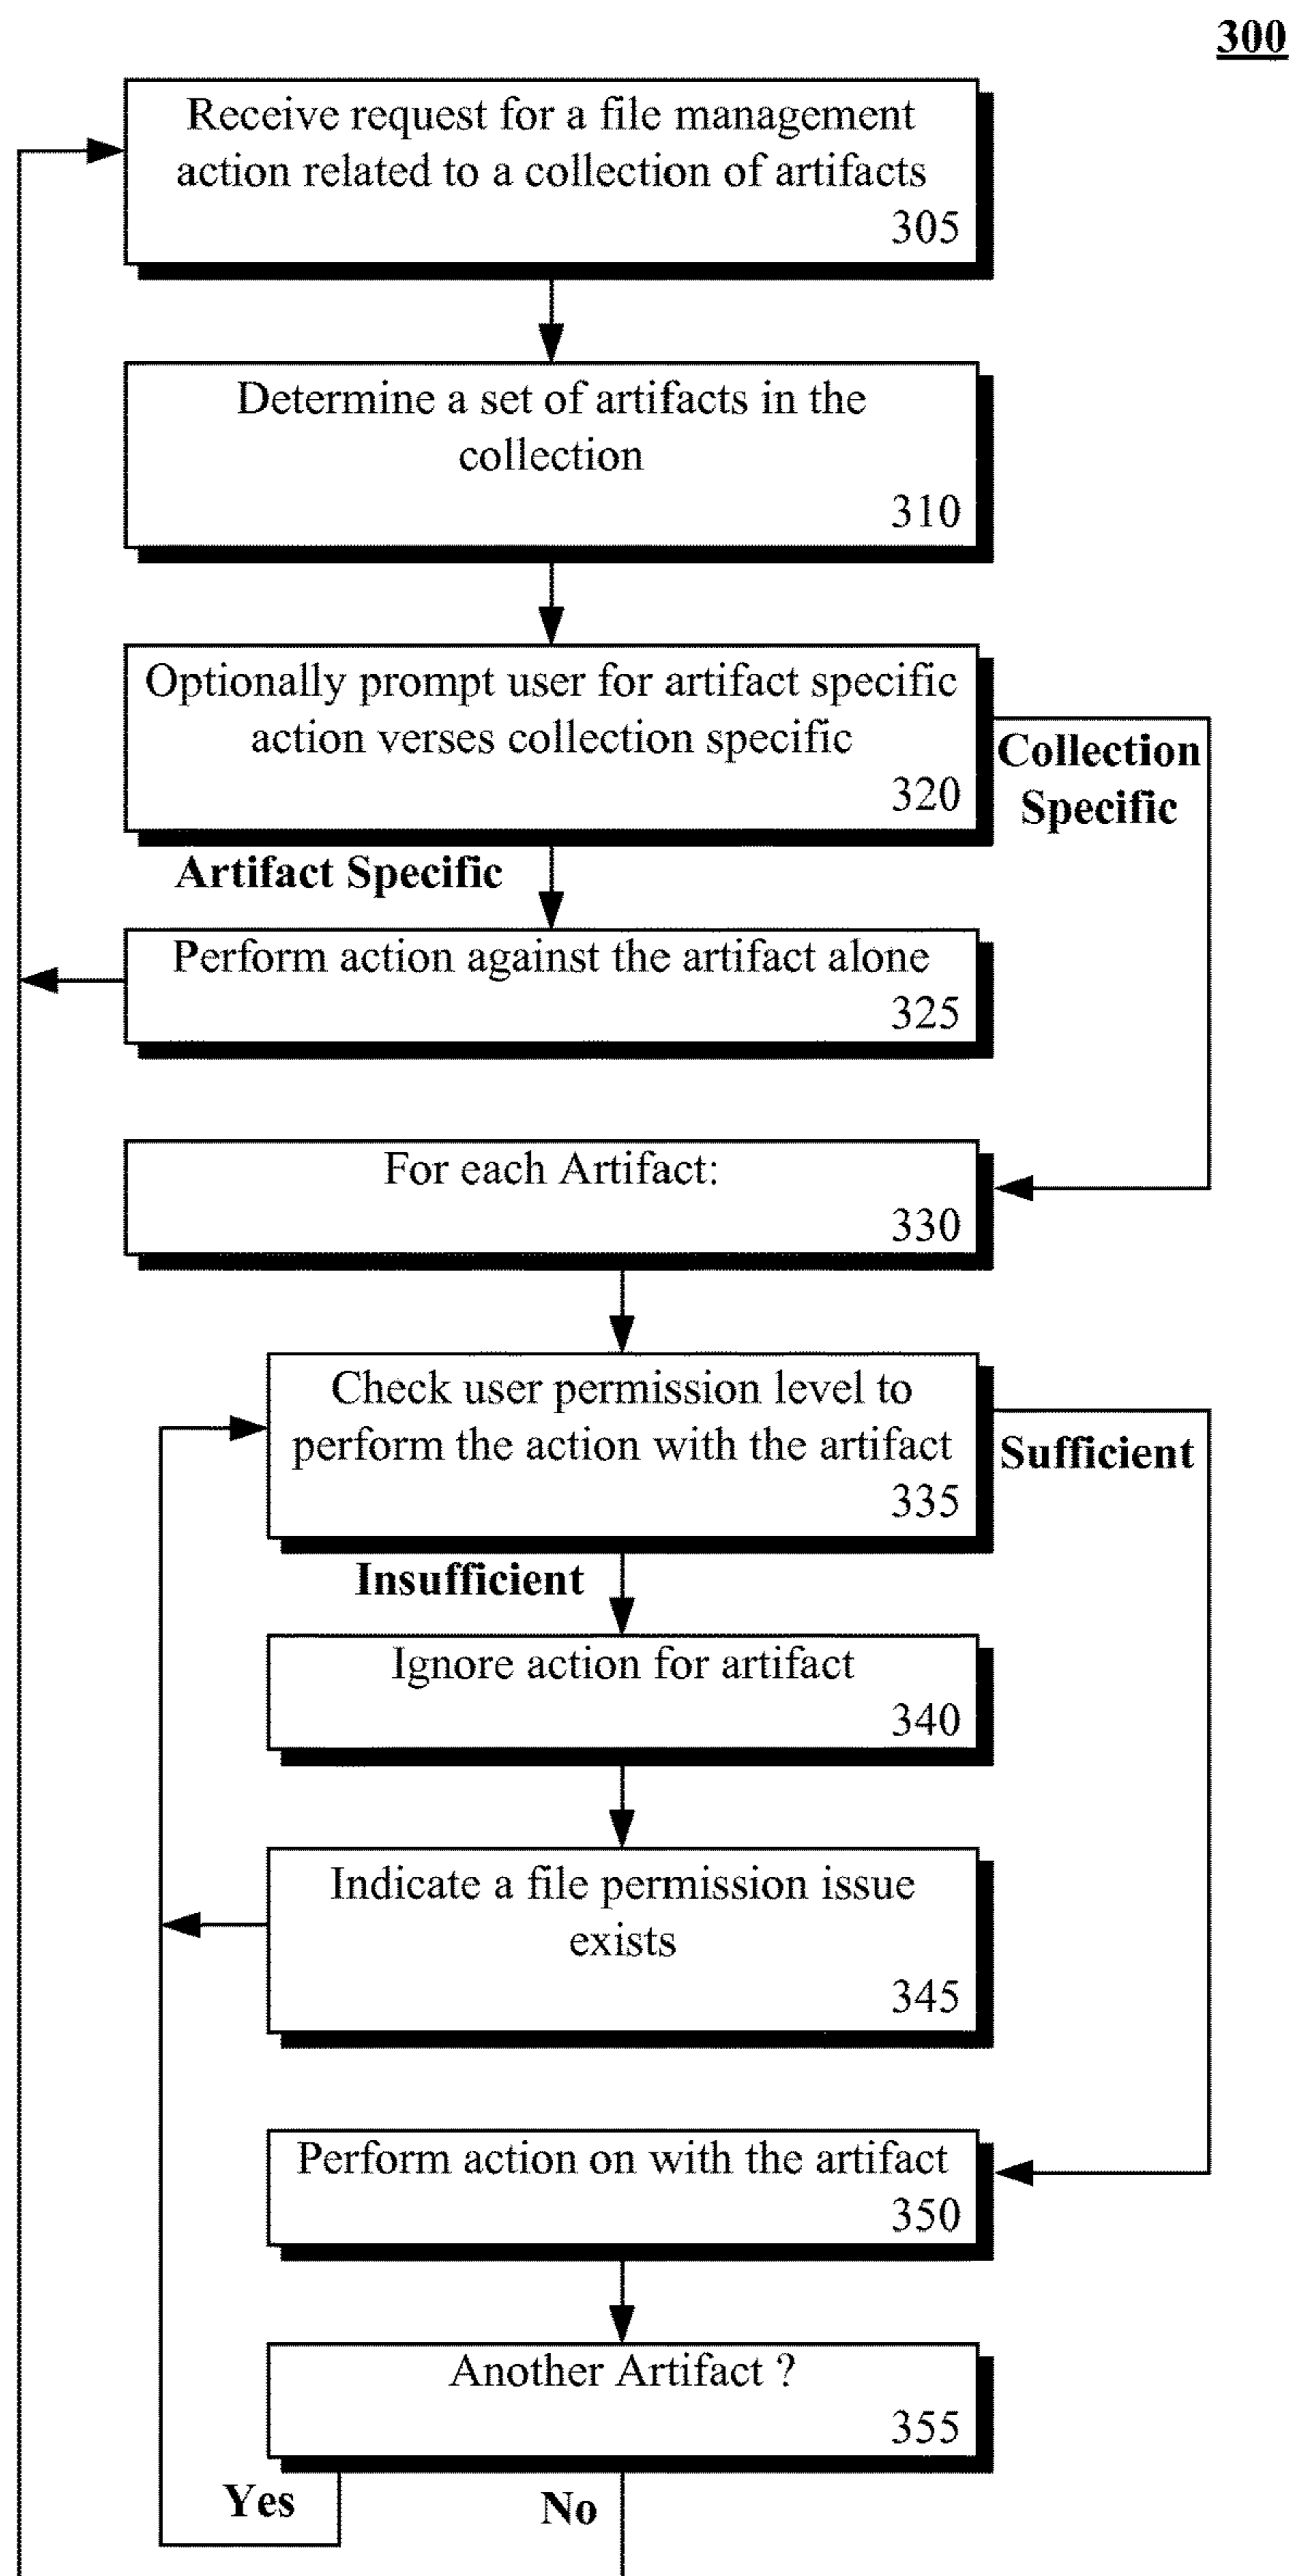 300
Receive request for a file management
action related to a collection of artifacts
305
Determine a set of artifacts in the
collection
310
Optionally prompt user for artifact specific
action verses collection specific
320
Collection
Specific
Artifact Specific
Perform action against the artifact alone
325
For each Artifact:
330
Check user permission level to
perform the action with the artifact
335
Sufficient
Insufficient
Ignore action for artifact
340
Indicate a file permission issue
exists
345
Perform action on with the artifact
350
Another Artifact ?
355
Yes
No